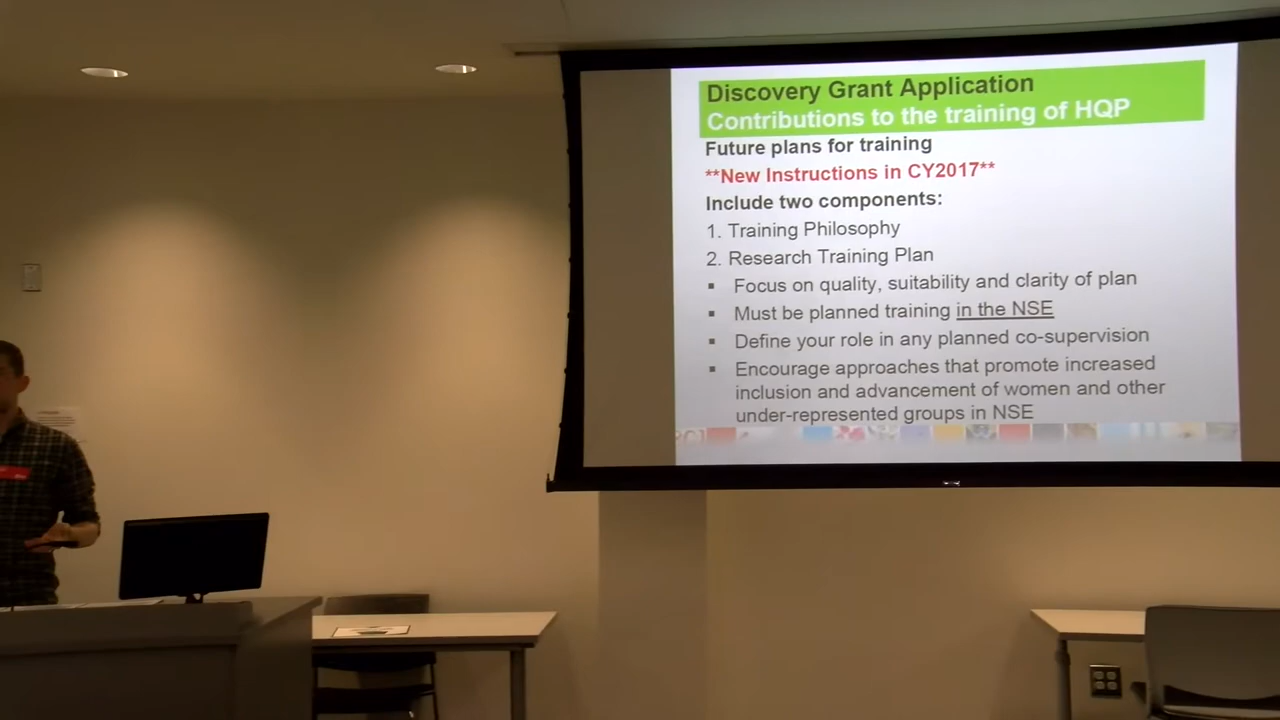 Discovery Grant Application
Contributions to the training of HQP
Future plans for training
**New Instructions in CY2017**
Include two components:
1. Training Philosophy
2. Research Training Plan
▪ Focus on quality, suitability and clarity of plan
▪ Must be planned training in the NSE
▪ Define your role in any planned co-supervision
▪ Encourage approaches that promote increased
inclusion and advancement of women and other
under-represented groups in NSE